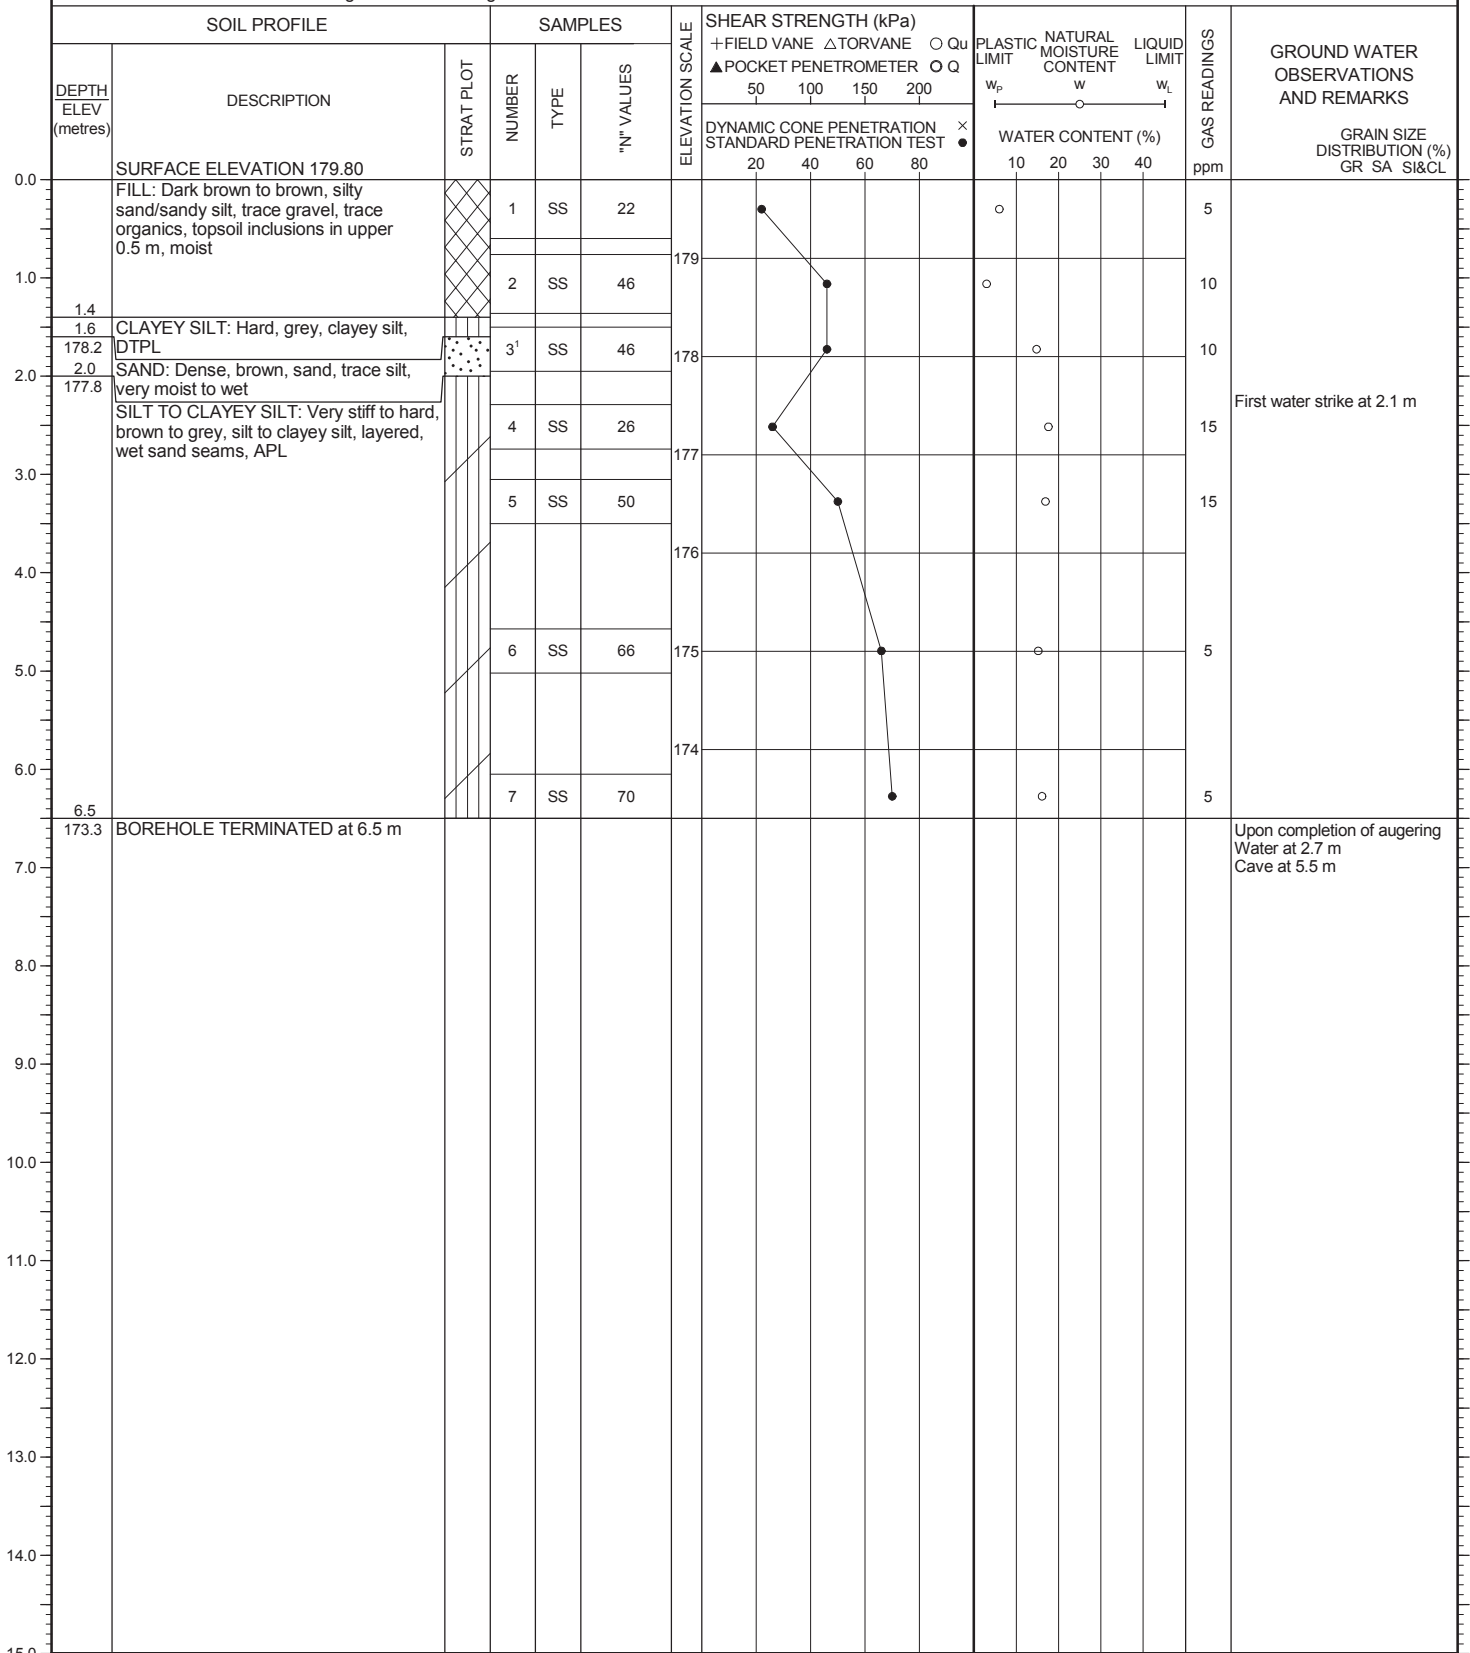 SOIL PROFILE
SAMPLES
ELEVATION SCALE
SHEAR STRENGTH (kPa)
+FIELD VANE △TORVANE ○ Qu
▲POCKET PENETROMETER Q
50 100 150 200
DYNAMIC CONE PENETRATION ×
STANDARD PENETRATION TEST ●
20 40 60 80
PLASTIC LIMIT
NATURAL MOISTURE CONTENT
LIQUID LIMIT
WP W WL
WATER CONTENT (%)
10 20 30 40
GAS READINGS
ppm
GROUND WATER
OBSERVATIONS
AND REMARKS
GRAIN SIZE
DISTRIBUTION (%)
GR SA SI&CL
DEPTH
ELEV
(metres)
DESCRIPTION
STRAT PLOT
NUMBER
TYPE
"N" VALUES
SURFACE ELEVATION 179.80
0.0
FILL: Dark brown to brown, silty
sand/sandy silt, trace gravel, trace
organics, topsoil inclusions in upper
0.5 m, moist
1 SS 22 5
179
1.0
2 SS 46 10
1.4
1.6
178.2
CLAYEY SILT: Hard, grey, clayey silt,
DTPL
3¹ SS 46 10
178
2.0
2.0
177.8
SAND: Dense, brown, sand, trace silt,
very moist to wet
First water strike at 2.1 m
SILT TO CLAYEY SILT: Very stiff to hard,
brown to grey, silt to clayey silt, layered,
wet sand seams, APL
4 SS 26 15
177
3.0
5 SS 50 15
176
4.0
6 SS 66 175 5
5.0
174
6.0
7 SS 70 5
6.5
173.3
BOREHOLE TERMINATED at 6.5 m
Upon completion of augering
Water at 2.7 m
Cave at 5.5 m
7.0
8.0
9.0
10.0
11.0
12.0
13.0
14.0